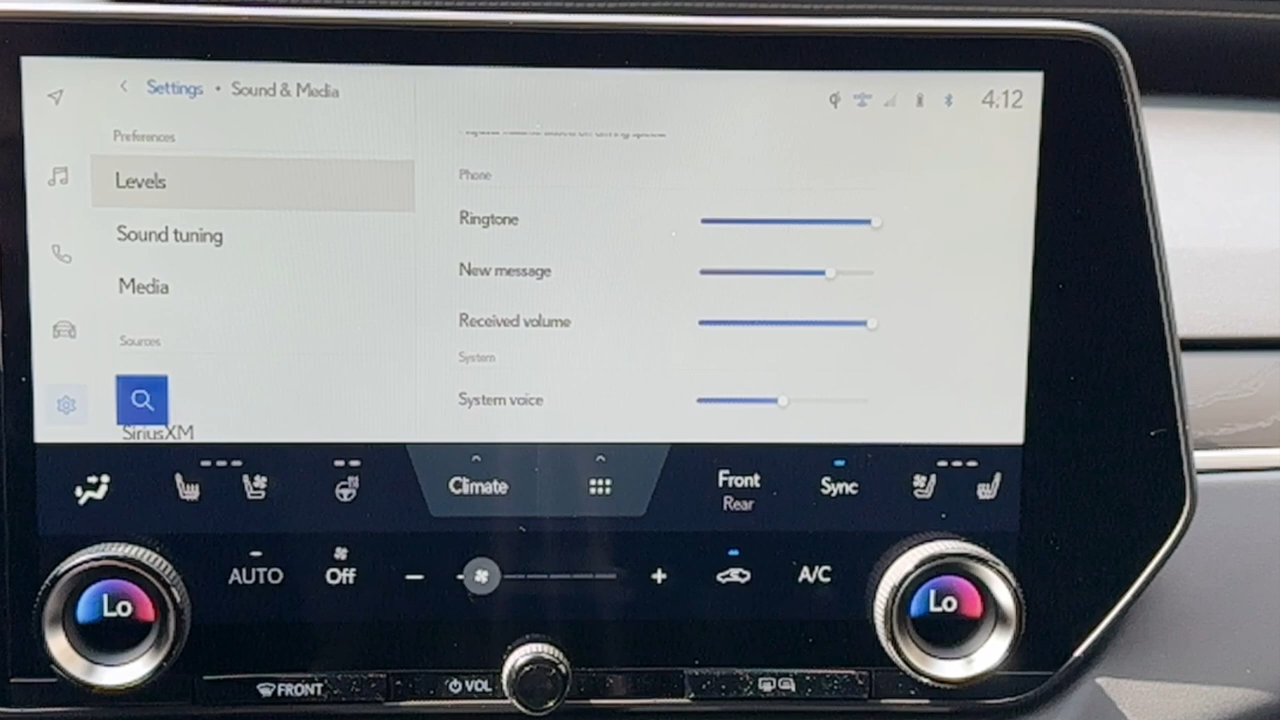 Settings • Sound & Media
4:12
Preferences
Levels
Sound tuning
Media
Sources
SiriusXM
Phone
Ringtone
New message
Received volume
System
System voice
Climate
Front
Rear
Sync
AUTO
Off
A/C
Lo
Lo
FRONT
VOL